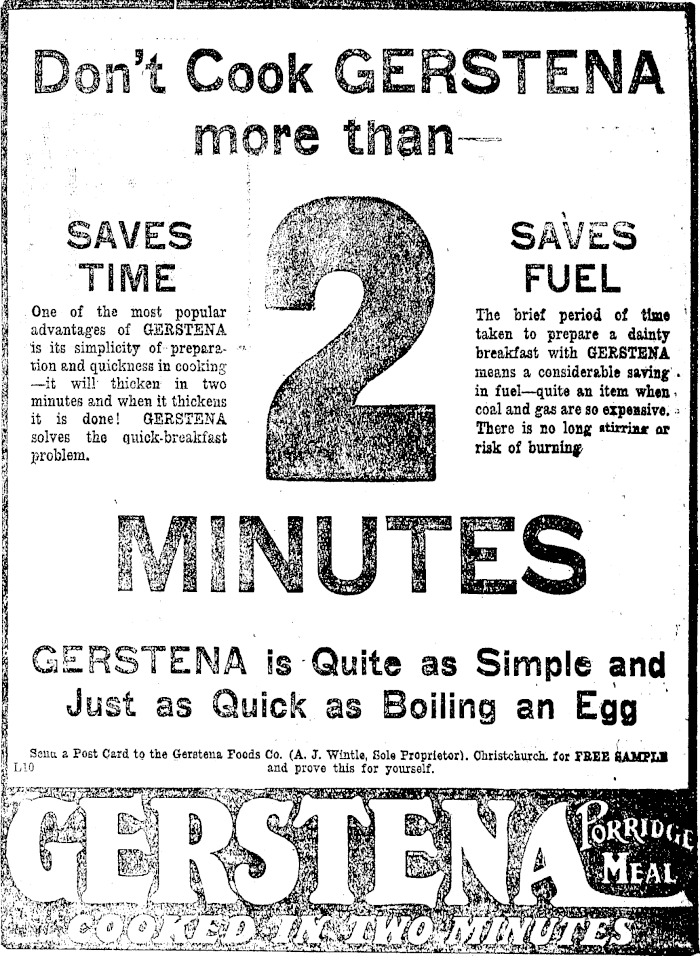 Don't Cook GERSTENA
more than—
2
MINUTES
SAVES
TIME
One of the most popular
advantages of GERSTENA
is its simplicity of prepara-
tion and quickness in cooking
—it will thicken in two
minutes and when it thickens
it is done! GERSTENA
solves the quick-breakfast
problem.
SAVES
FUEL
The brief period of time
taken to prepare a dainty
breakfast with GERSTENA
means a considerable saving
in fuel—quite an item when
coal and gas are so expensive.
There is no long stirring or
risk of burning
GERSTENA is Quite as Simple and
Just as Quick as Boiling an Egg
Send a Post Card to the Gerstena Foods Co. (A. J. Wintle, Sole Proprietor). Christchurch. for FREE SAMPLE
L10 and prove this for yourself.
GERSTENA PORRIDGE
MEAL
COOKED IN TWO MINUTES